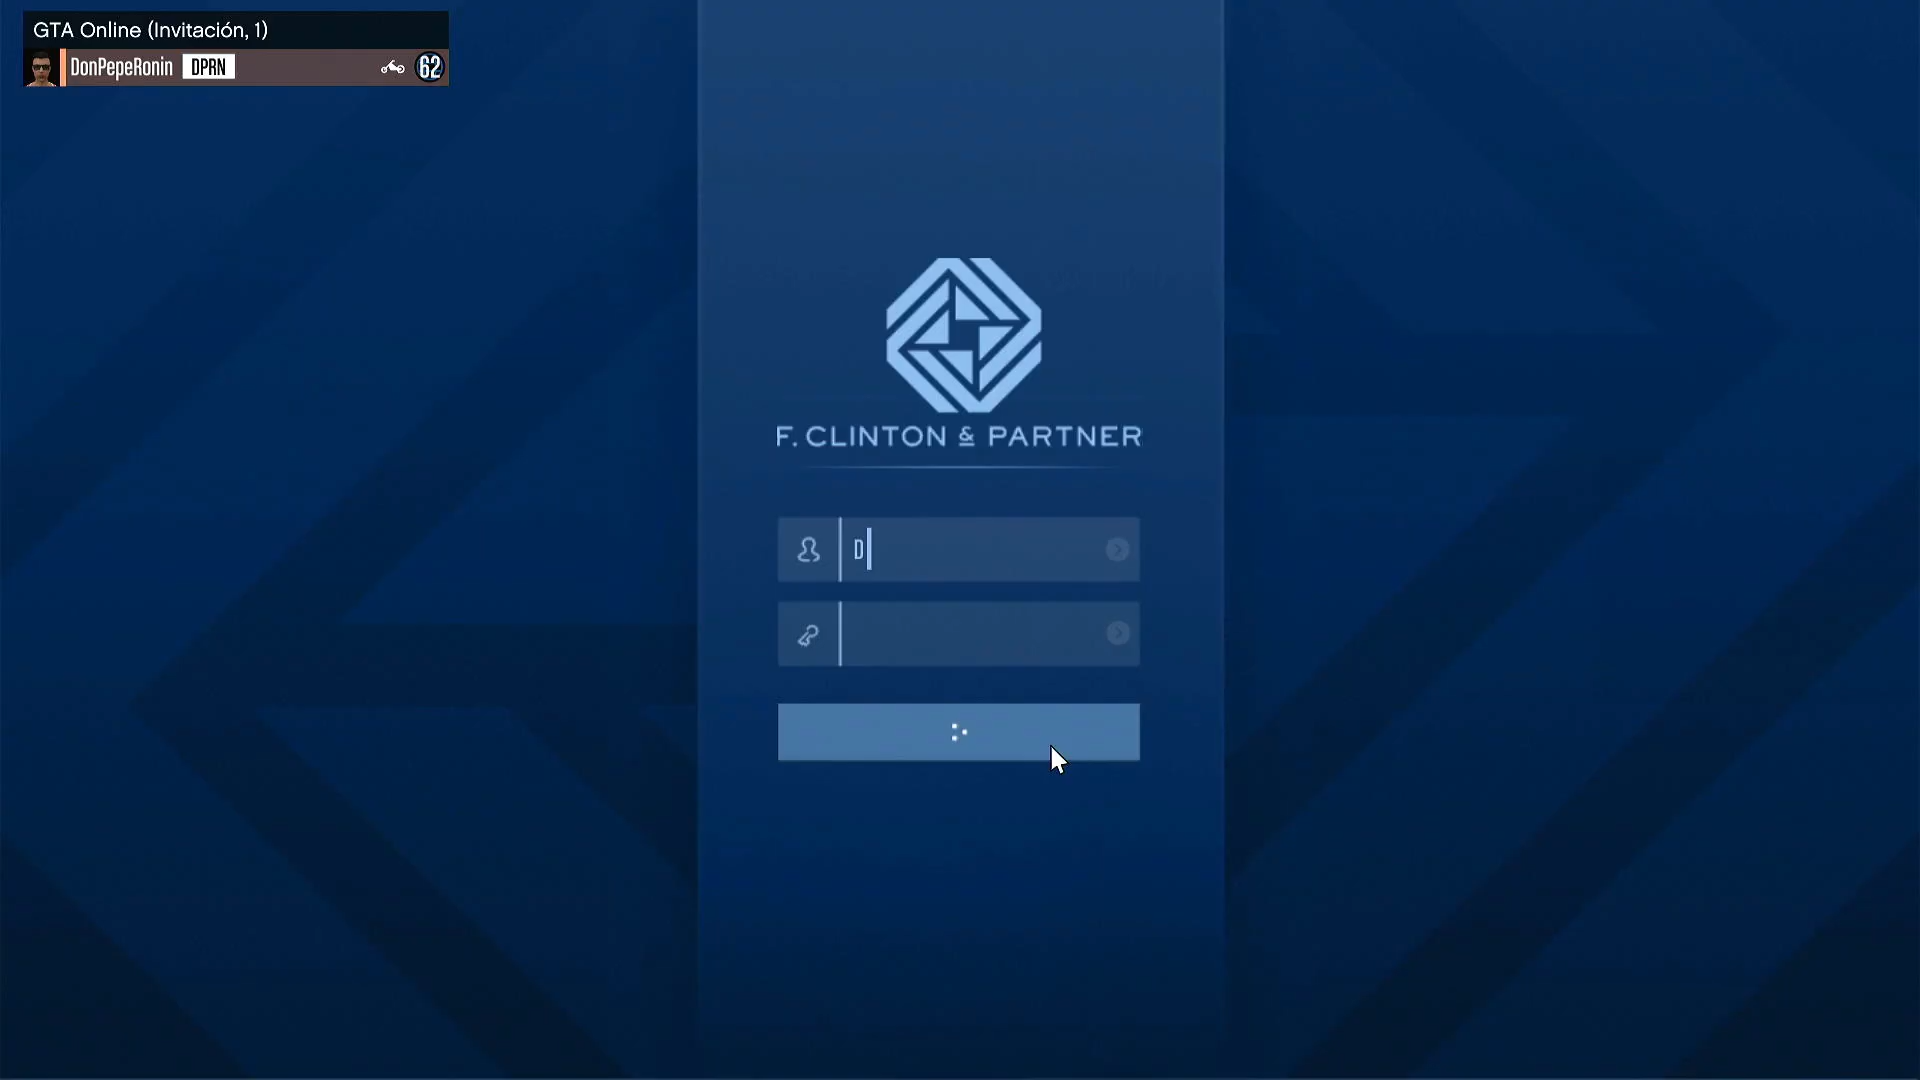 GTA Online (Invitación, 1)
DonPepeRonin DPRN 62
F. CLINTON & PARTNER
D